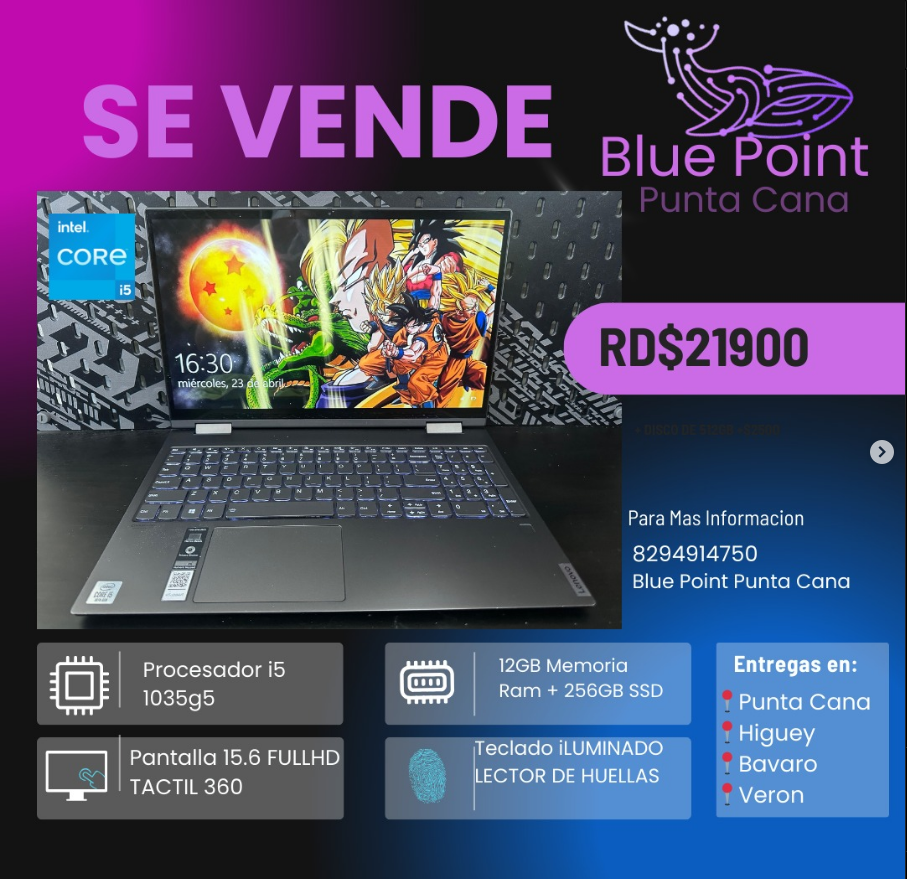 SE VENDE
Blue Point
Punta Cana
intel.
CORE
i5
16:30
miércoles, 23 de abril
LENOVO
RD$21900
Para Mas Informacion
8294914750
Blue Point Punta Cana
Procesador i5
1035g5
12GB Memoria
Ram + 256GB SSD
Pantalla 15.6 FULLHD
TACTIL 360
Teclado iLUMINADO
LECTOR DE HUELLAS
Entregas en:
Punta Cana
Higuey
Bavaro
Veron